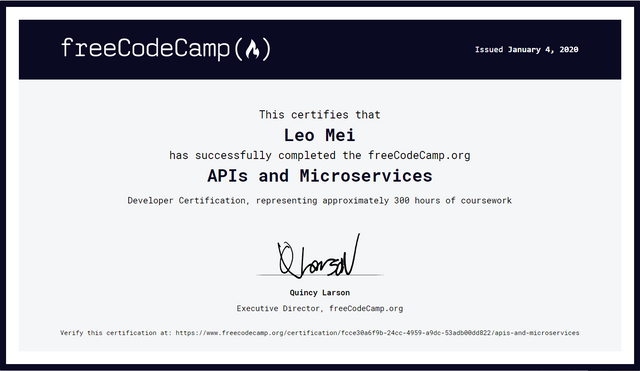 freeCodeCamp(🔥)
Issued January 4, 2020
This certifies that
Leo Mei
has successfully completed the freeCodeCamp.org
APIs and Microservices
Developer Certification, representing approximately 300 hours of coursework
QLarson
Quincy Larson
Executive Director, freeCodeCamp.org
Verify this certification at: https://www.freecodecamp.org/certification/fcce30a6f9b-24cc-4959-a9dc-53adb00dd822/apis-and-microservices